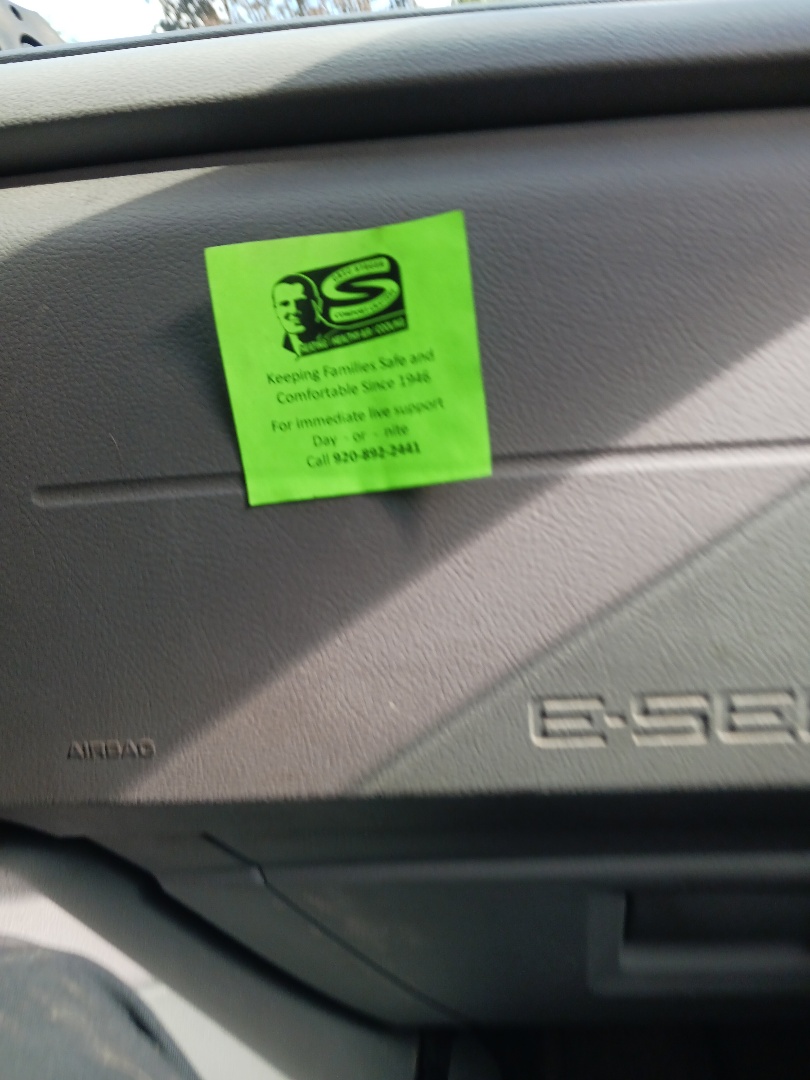 Keeping Families Safe and
Comfortable Since 1946
For immediate live support
Day - or - nite
Call 920-892-2441
E-SE
AIRBAG